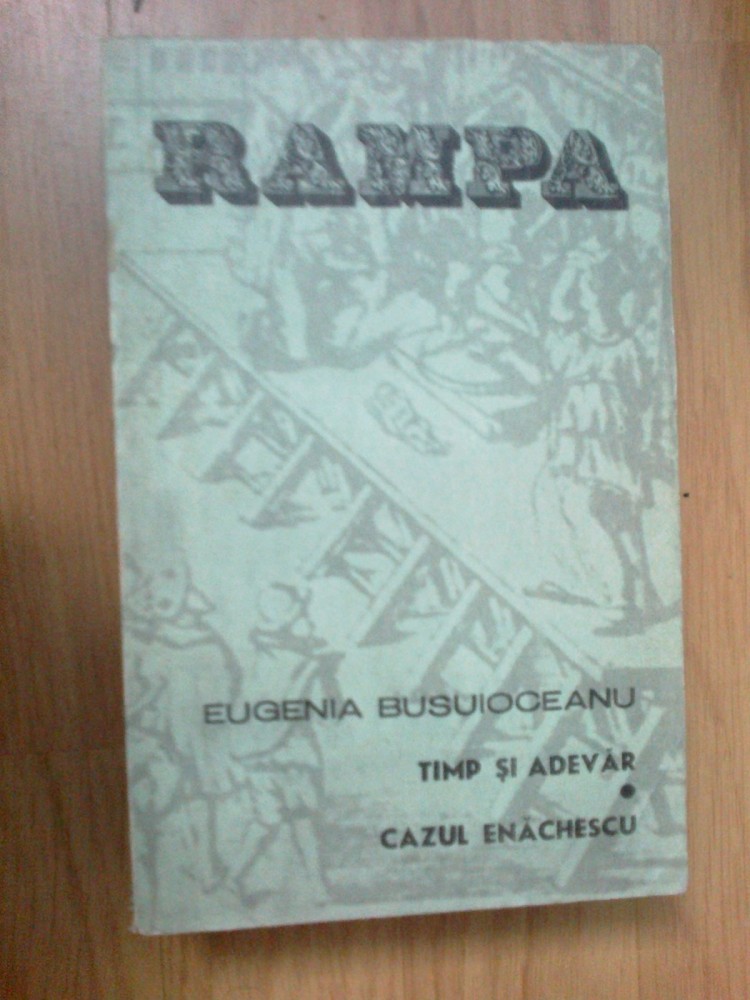 RAMPA
EUGENIA BUSUIOCEANU
TIMP ȘI ADEVĂR
•
CAZUL ENĂCHESCU